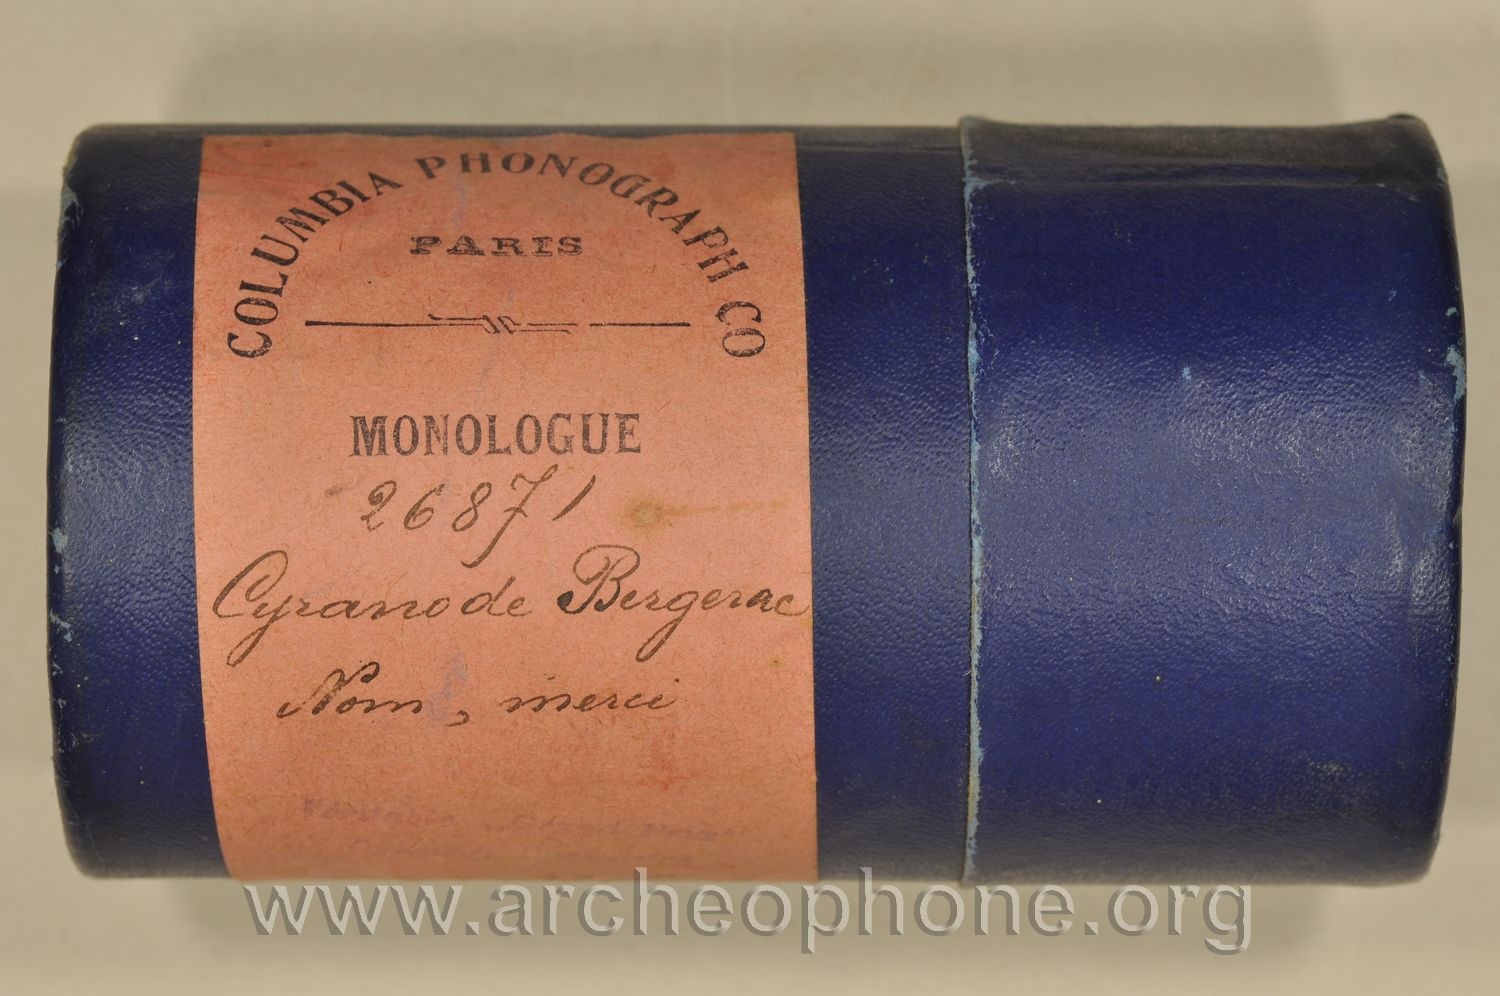 COLUMBIA PHONOGRAPH CO
PARIS
MONOLOGUE
26871
Cyrano de Bergerac
Non, merci
www.archeophone.org